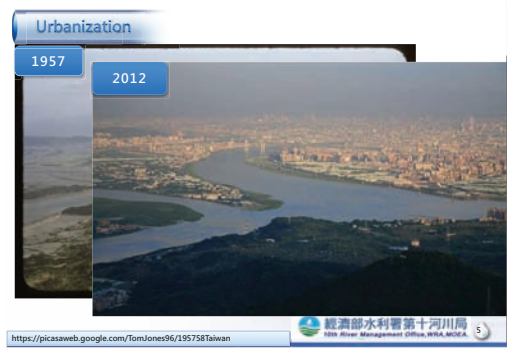 Urbanization
1957
2012
經濟部水利署第十河川局
10th River Management Office,WRA,MOEA.
5
https://picasaweb.google.com/TomJones96/195758Taiwan